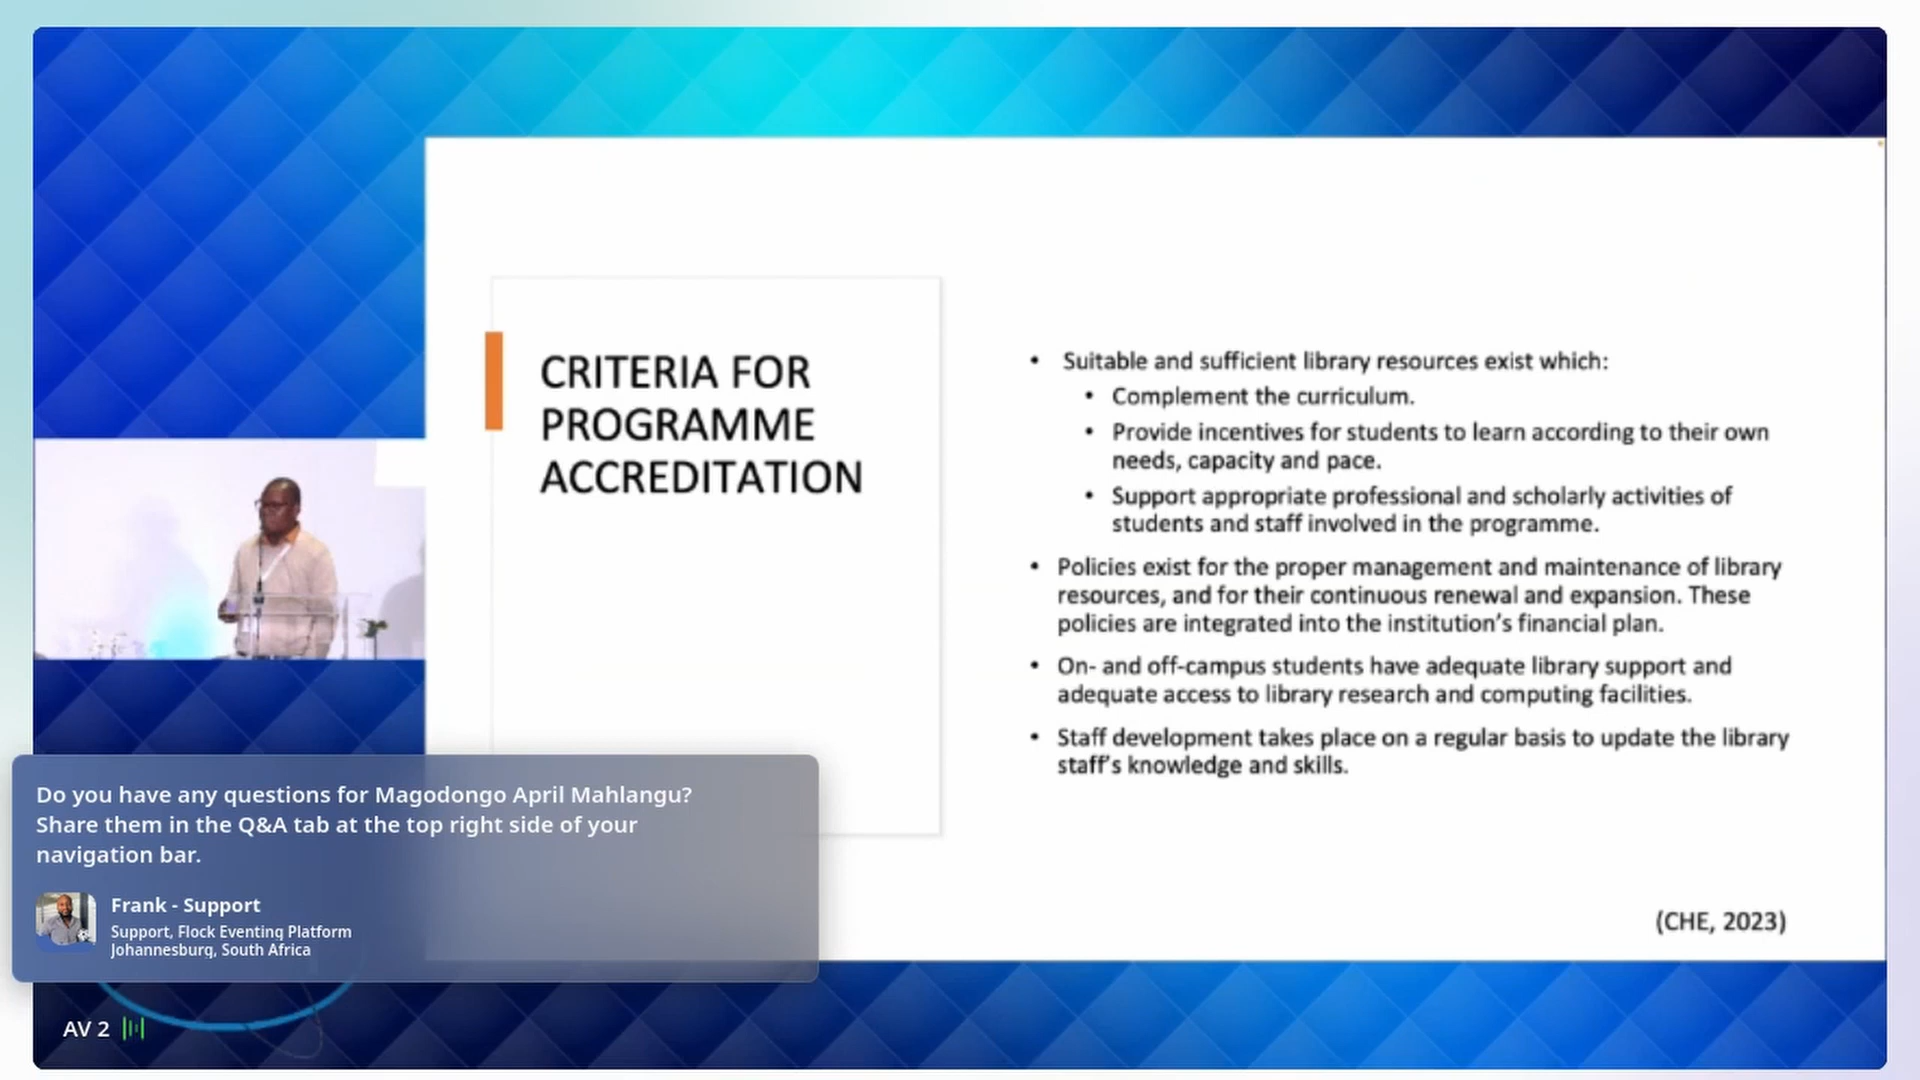 CRITERIA FOR
PROGRAMME
ACCREDITATION
• Suitable and sufficient library resources exist which:
• Complement the curriculum.
• Provide incentives for students to learn according to their own
needs, capacity and pace.
• Support appropriate professional and scholarly activities of
students and staff involved in the programme.
• Policies exist for the proper management and maintenance of library
resources, and for their continuous renewal and expansion. These
policies are integrated into the institution's financial plan.
• On- and off-campus students have adequate library support and
adequate access to library research and computing facilities.
• Staff development takes place on a regular basis to update the library
staff's knowledge and skills.
(CHE, 2023)
Do you have any questions for Magodongo April Mahlangu?
Share them in the Q&A tab at the top right side of your
navigation bar.
Frank - Support
Support, Flock Eventing Platform
Johannesburg, South Africa
AV 2